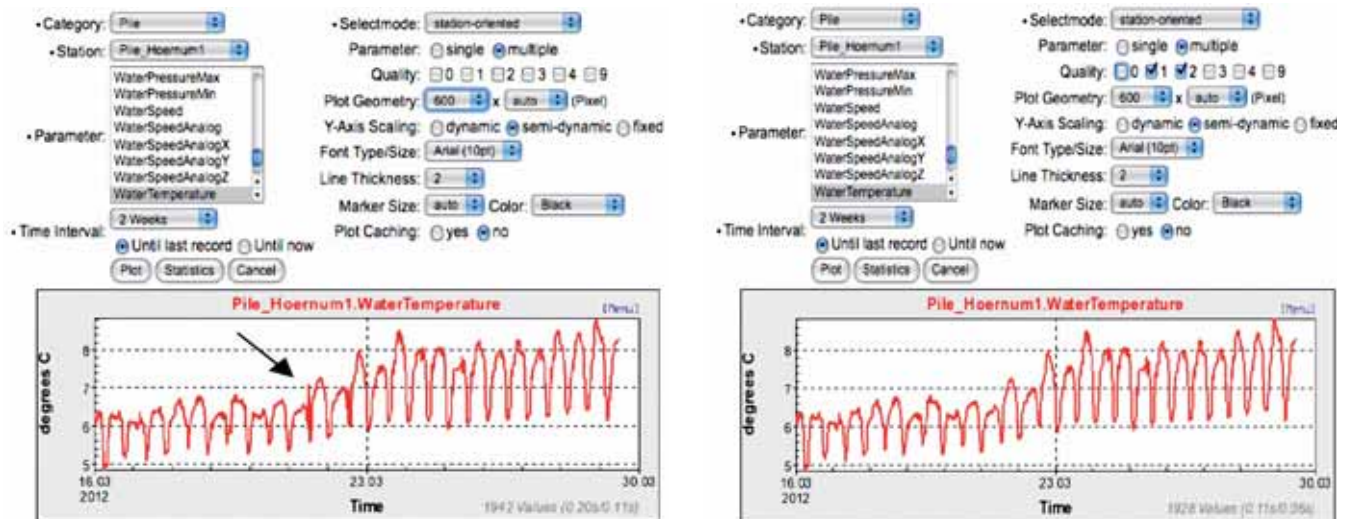 •Category: Pile
•Station: Pile_Hoernum1
•Parameter:
WaterPressureMax
WaterPressureMin
WaterSpeed
WaterSpeedAnalog
WaterSpeedAnalogX
WaterSpeedAnalogY
WaterSpeedAnalogZ
WaterTemperature
•Time Interval: 2 Weeks
Until last record Until now
Plot Statistics Cancel
•Selectmode: station-oriented
Parameter: single multiple
Quality: 0 1 2 3 4 9
Plot Geometry: 600 x auto (Pixel)
Y-Axis Scaling: dynamic semi-dynamic fixed
Font Type/Size: Arial (10pt)
Line Thickness: 2
Marker Size: auto Color: Black
Plot Caching: yes no
Pile_Hoernum1.WaterTemperature
[Menu]
degrees C
8
7
6
5
16.03 23.03 30.03
2012
Time
1942 Values (0.20s/0.11s)
•Category: Pile
•Station: Pile_Hoernum1
•Parameter:
WaterPressureMax
WaterPressureMin
WaterSpeed
WaterSpeedAnalog
WaterSpeedAnalogX
WaterSpeedAnalogY
WaterSpeedAnalogZ
WaterTemperature
•Time Interval: 2 Weeks
Until last record Until now
Plot Statistics Cancel
•Selectmode: station-oriented
Parameter: single multiple
Quality: 0 1 2 3 4 9
Plot Geometry: 600 x auto (Pixel)
Y-Axis Scaling: dynamic semi-dynamic fixed
Font Type/Size: Arial (10pt)
Line Thickness: 2
Marker Size: auto Color: Black
Plot Caching: yes no
Pile_Hoernum1.WaterTemperature
[Menu]
degrees C
8
7
6
5
16.03 23.03 30.03
2012
Time
1928 Values